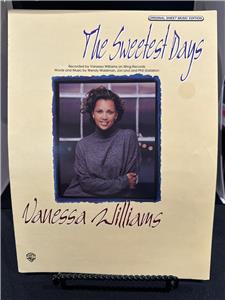 ORIGINAL SHEET MUSIC EDITION
The Sweetest Days
Recorded by Vanessa Williams on Wing Records
Words and Music by Wendy Waldman, Jon Lind and Phil Galdston
Vanessa Williams